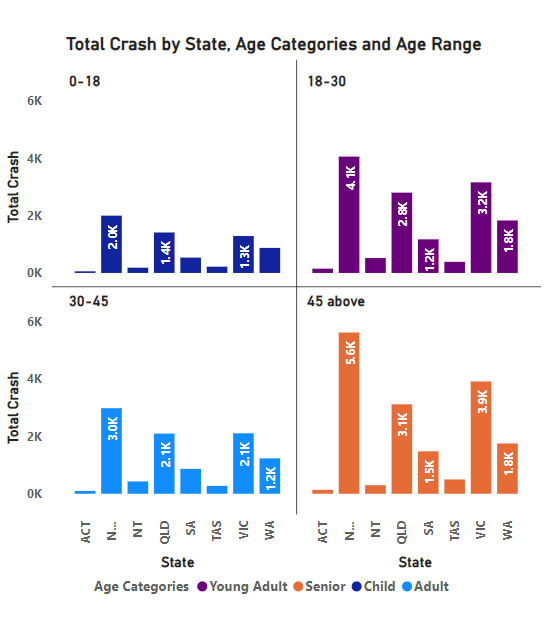 Total Crash by State, Age Categories and Age Range
0-18
18-30
Total Crash
6K
4K
2K
0K
2.0K
1.4K
1.3K
4.1K
2.8K
1.2K
3.2K
1.8K
30-45
45 above
Total Crash
6K
4K
2K
0K
3.0K
2.1K
2.1K
1.2K
5.6K
3.1K
1.5K
3.9K
1.8K
ACT N... NT QLD SA TAS VIC WA
ACT N... NT QLD SA TAS VIC WA
State
State
Age Categories Young Adult Senior Child Adult